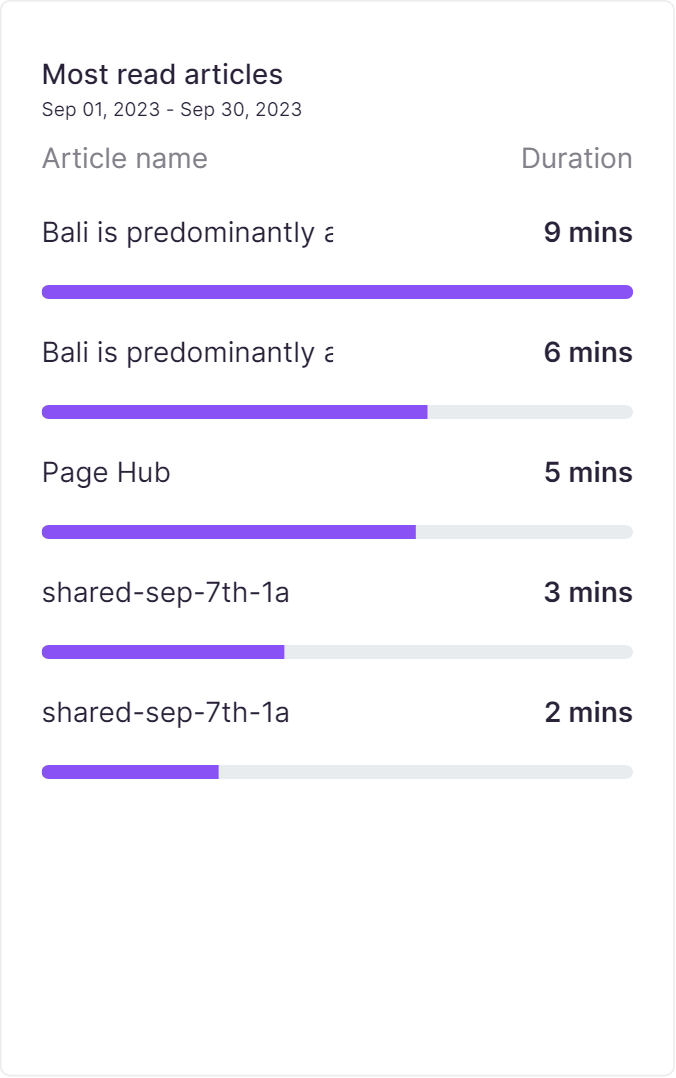 Most read articles
Sep 01, 2023 - Sep 30, 2023
Article name Duration
Bali is predominantly a 9 mins
Bali is predominantly a 6 mins
Page Hub 5 mins
shared-sep-7th-1a 3 mins
shared-sep-7th-1a 2 mins